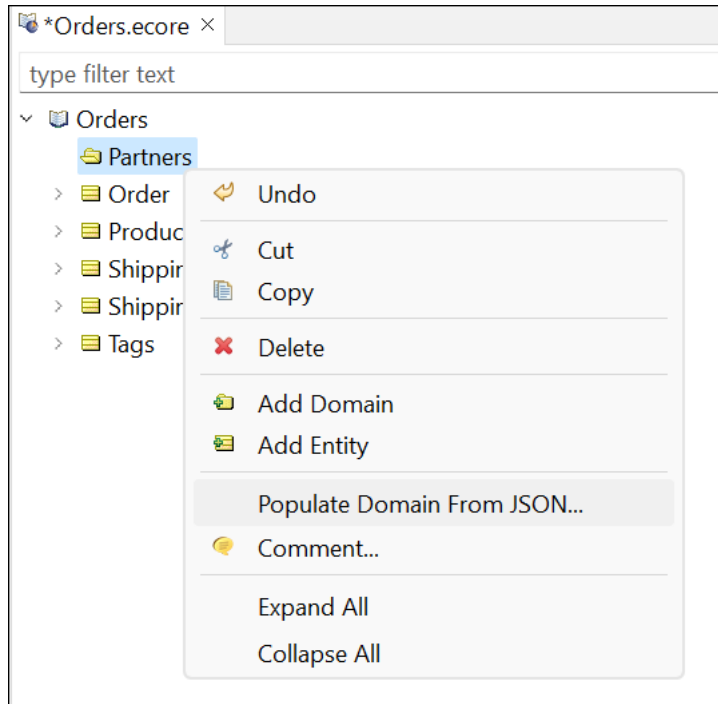 *Orders.ecore ×
type filter text
Orders
Partners
Order
Produc
Shippin
Shippin
Tags
Undo
Cut
Copy
Delete
Add Domain
Add Entity
Populate Domain From JSON...
Comment...
Expand All
Collapse All